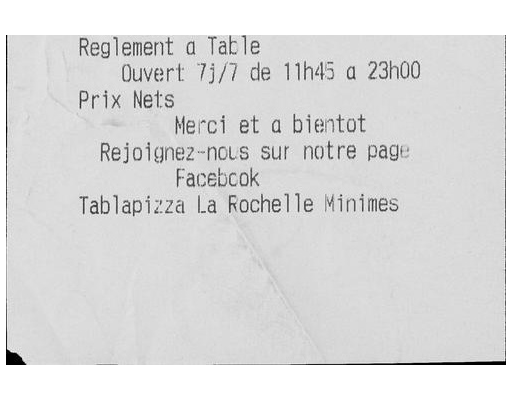 Reglement a Table
Ouvert 7j/7 de 11h45 a 23h00
Prix Nets
Merci et a bientot
Rejoignez-nous sur notre page
Facebook
Tablapizza La Rochelle Minimes